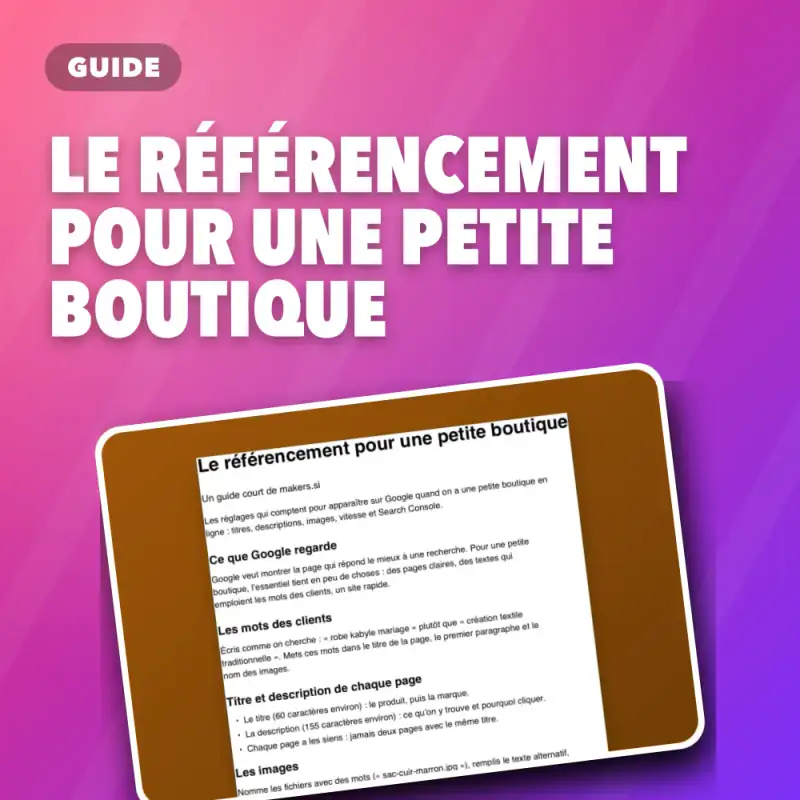 GUIDE
LE RÉFÉRENCEMENT
POUR UNE PETITE
BOUTIQUE
Le référencement pour une petite boutique
Un guide court de makers.si
Les réglages qui comptent pour apparaître sur Google quand on a une petite boutique en
ligne : titres, descriptions, images, vitesse et Search Console.
Ce que Google regarde
Google veut montrer la page qui répond le mieux à une recherche. Pour une petite
boutique, l'essentiel tient en peu de choses : des pages claires, des textes qui
emploient les mots des clients, un site rapide.
Les mots des clients
Écris comme on cherche : « robe kabyle mariage » plutôt que « création textile
traditionnelle ». Mets ces mots dans le titre de la page, le premier paragraphe et le
nom des images.
Titre et description de chaque page
• Le titre (60 caractères environ) : le produit, puis la marque.
• La description (155 caractères environ) : ce qu'on y trouve et pourquoi cliquer.
• Chaque page a les siens : jamais deux pages avec le même titre.
Les images
Nomme les fichiers avec des mots (« sac-cuir-marron.jpg »), remplis le texte alternatif,